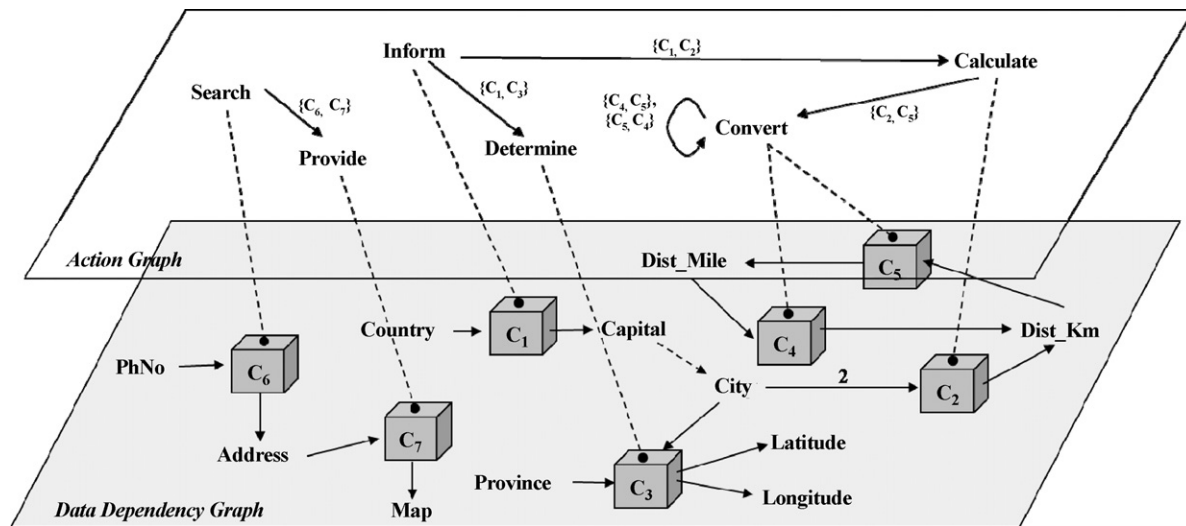 Inform
{C1, C2}
Calculate
Search
{C6, C7}
{C1, C3}
{C4, C5},
{C5, C4}
Convert
{C2, C5}
Provide
Determine
Action Graph
Dist_Mile
C5
Country
C1
Capital
C4
Dist_Km
PhNo
C6
City
2
C2
Address
C7
Latitude
Province
C3
Longitude
Data Dependency Graph
Map